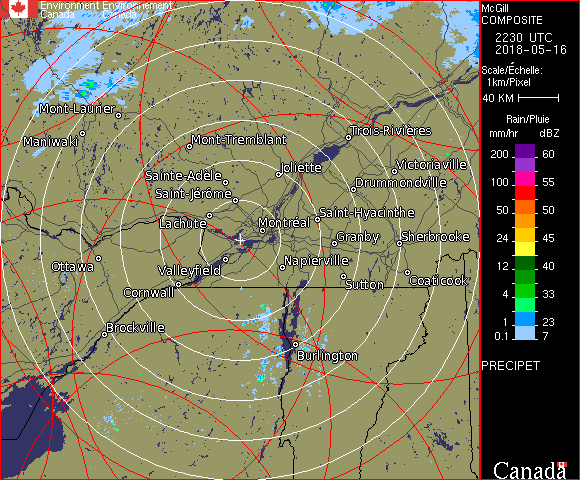 Environment Environnement
Canada Canada
Mont-Laurier
Maniwaki
Mont-Tremblant
Trois-Rivières
Sainte-Adèle
Joliette
Victoriaville
Saint-Jérôme
Drummondville
Lachute
Montréal
Saint-Hyacinthe
Granby
Sherbrooke
Ottawa
Valleyfield
Napierville
Cornwall
Sutton
Coaticook
Brockville
Burlington
McGill
COMPOSITE
2230 UTC
2018-05-16
Scale/Échelle:
1km/Pixel
40 KM
Rain/Pluie
mm/hr dBZ
200 60
150 57
100 55
50 50
24 45
12 40
4 33
1 23
0.1 7
PRECIPET
Canada